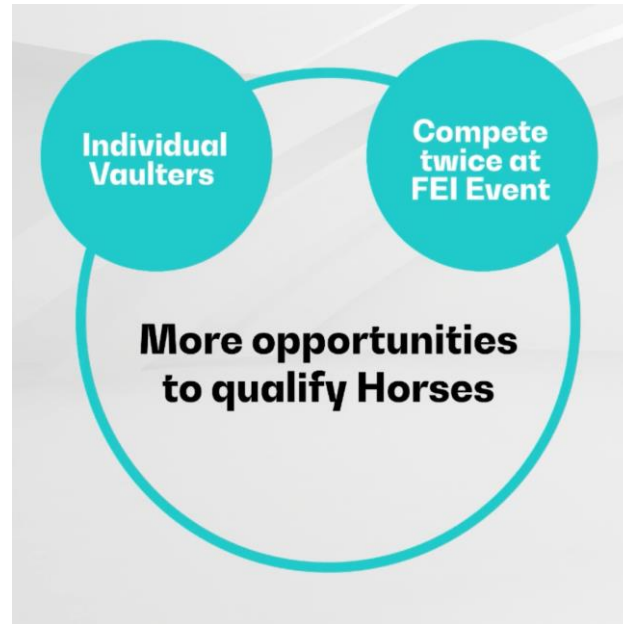 Individual
Vaulters
Compete
twice at
FEI Event
More opportunities
to qualify Horses